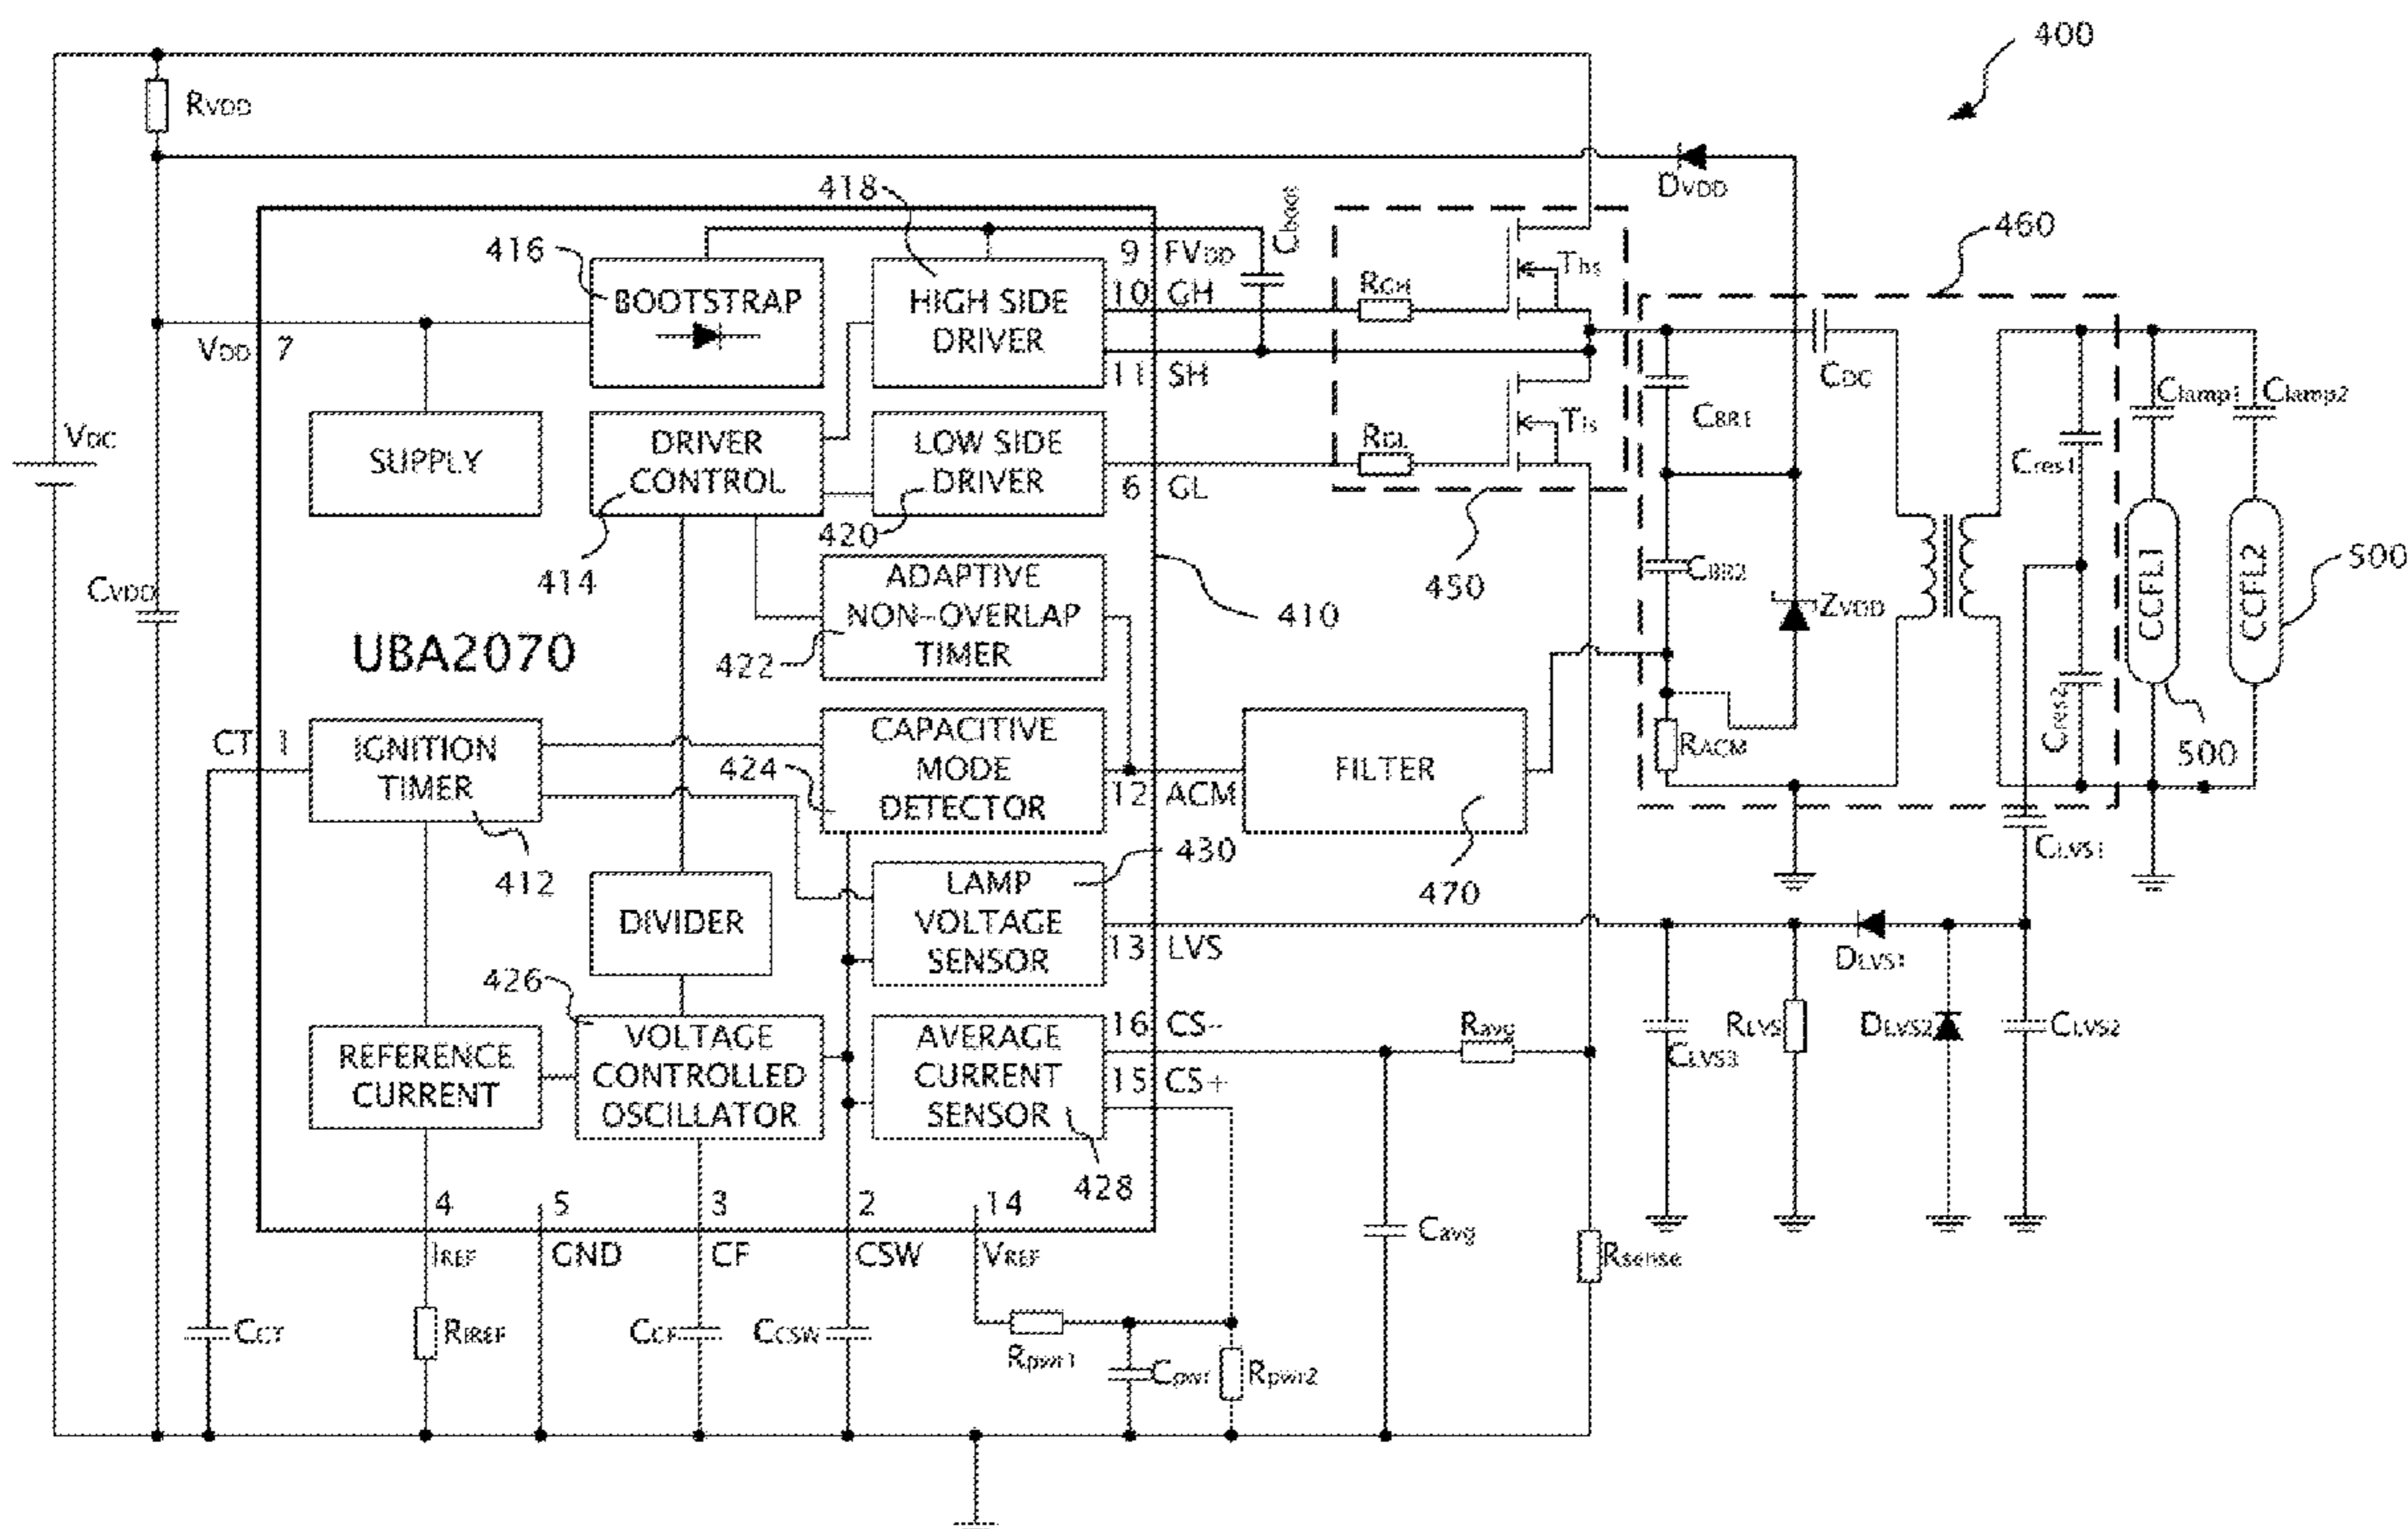 400
RVDD
DVDD
418
Cboost
460
416
9 FVDD
BOOTSTRAP
HIGH SIDE
DRIVER
10 GH
RGH
Ths
VDD 7
11 SH
CDC
CBR1
Clamp1
Clamp2
VDC
SUPPLY
DRIVER
CONTROL
LOW SIDE
DRIVER
RGL
Tls
Cres1
6 GL
420
414
450
CVDD
ADAPTIVE
NON-OVERLAP
TIMER
410
CBR2
ZVDD
CCFL1
CCFL2
500
UBA2070
422
CT 1
IGNITION
TIMER
424
CAPACITIVE
MODE
DETECTOR
12 ACM
FILTER
RACM
Cres2
500
412
430
470
CLVS1
DIVIDER
LAMP
VOLTAGE
SENSOR
13 LVS
DLVS1
426
REFERENCE
CURRENT
VOLTAGE
CONTROLLED
OSCILLATOR
AVERAGE
CURRENT
SENSOR
16 CS-
15 CS+
Ravg
CLVS3
RLVS
DLVS2
CLVS2
428
4
5
3
2
14
IREF
GND
CF
CSW
VREF
Cavg
Rsense
CCT
RIREF
CCF
CCSW
Rpwr1
Cpwr
Rpwr2